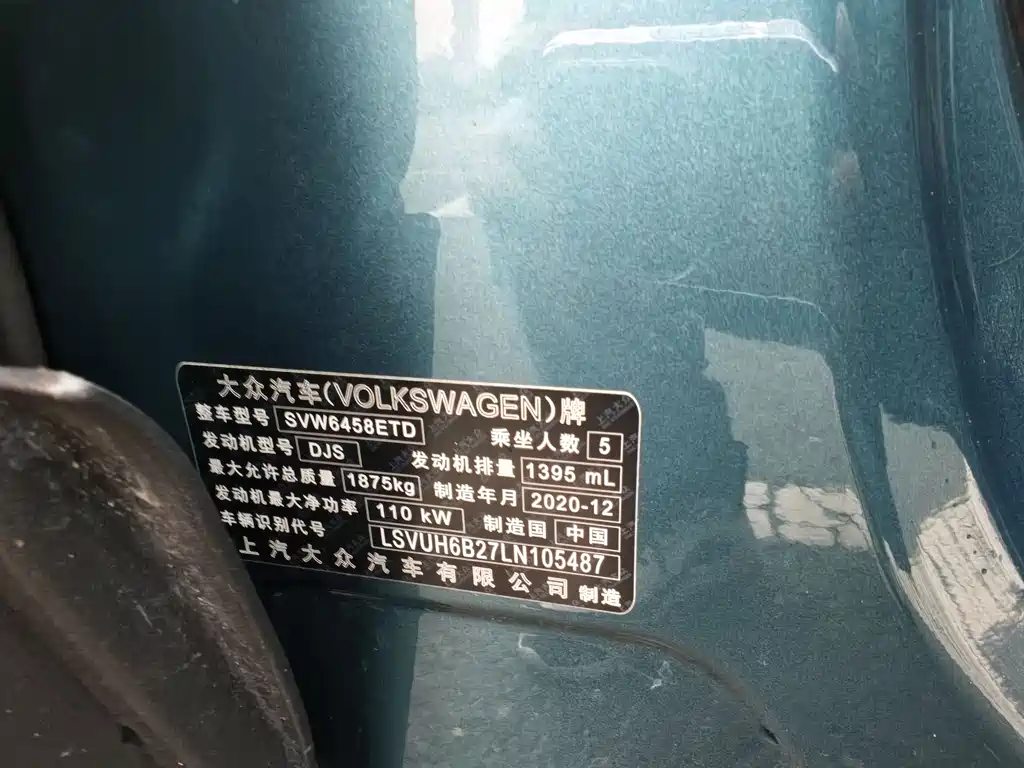 大众汽车(VOLKSWAGEN)牌
整车型号 SVW6458ETD 乘坐人数 5
发动机型号 DJS 发动机排量 1395 mL
最大允许总质量 1875kg 制造年月 2020-12
发动机最大净功率 110 kW 制造国 中国
车辆识别代号 LSVUH6B27LN105487
上汽大众汽车有限公司 制造